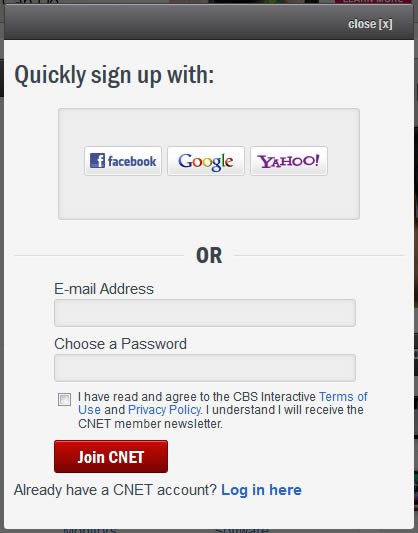 close [x]
Quickly sign up with:
facebook Google YAHOO!
OR
E-mail Address
Choose a Password
I have read and agree to the CBS Interactive Terms of
Use and Privacy Policy. I understand I will receive the
CNET member newsletter.
Join CNET
Already have a CNET account? Log in here